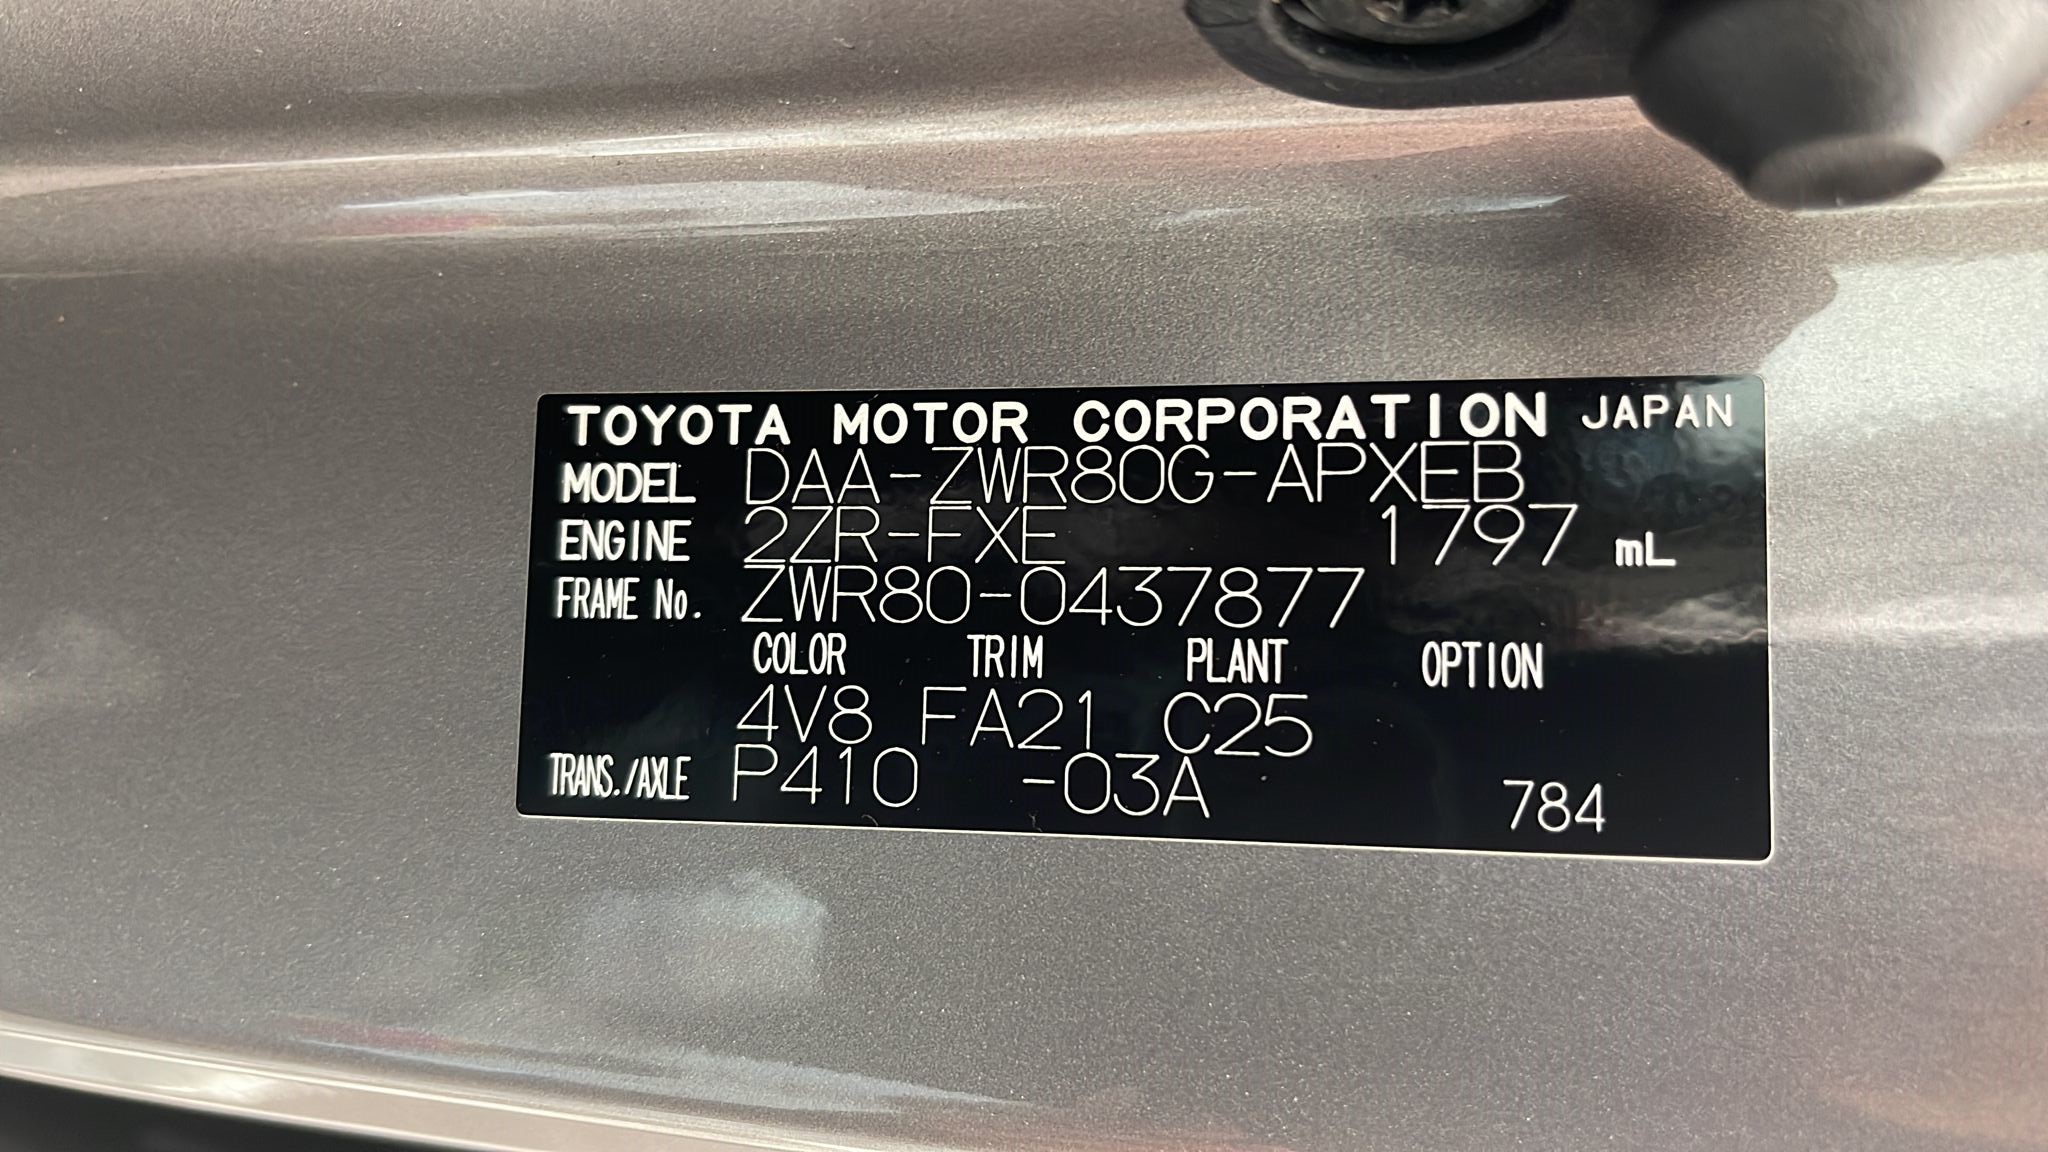 TOYOTA MOTOR CORPORATION JAPAN
MODEL DAA-ZWR80G-APXEB
ENGINE 2ZR-FXE 1797 mL
FRAME No. ZWR80-0437877
COLOR TRIM PLANT OPTION
4V8 FA21 C25
TRANS./AXLE P410 -03A 784